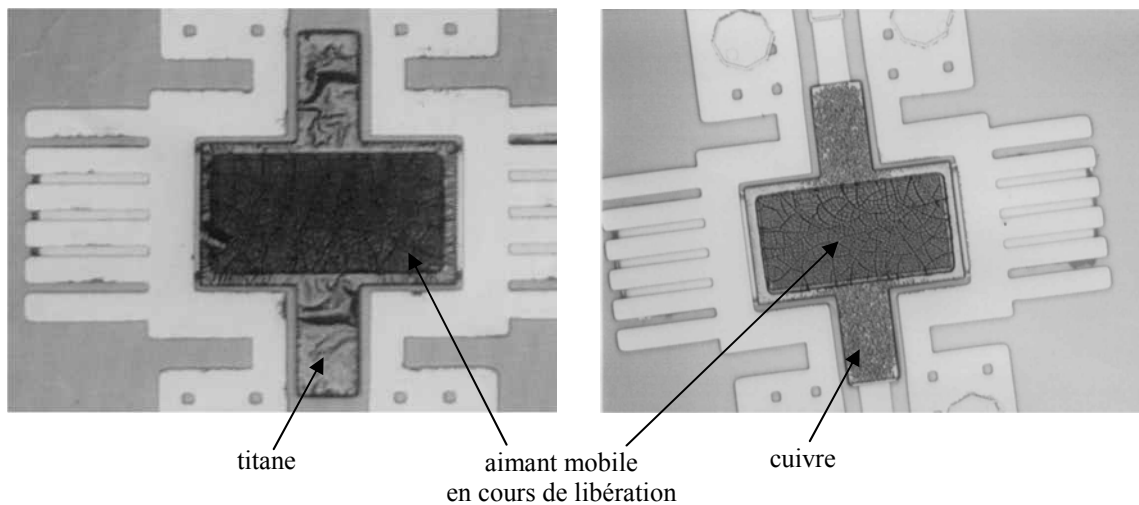 titane
aimant mobile
en cours de libération
cuivre